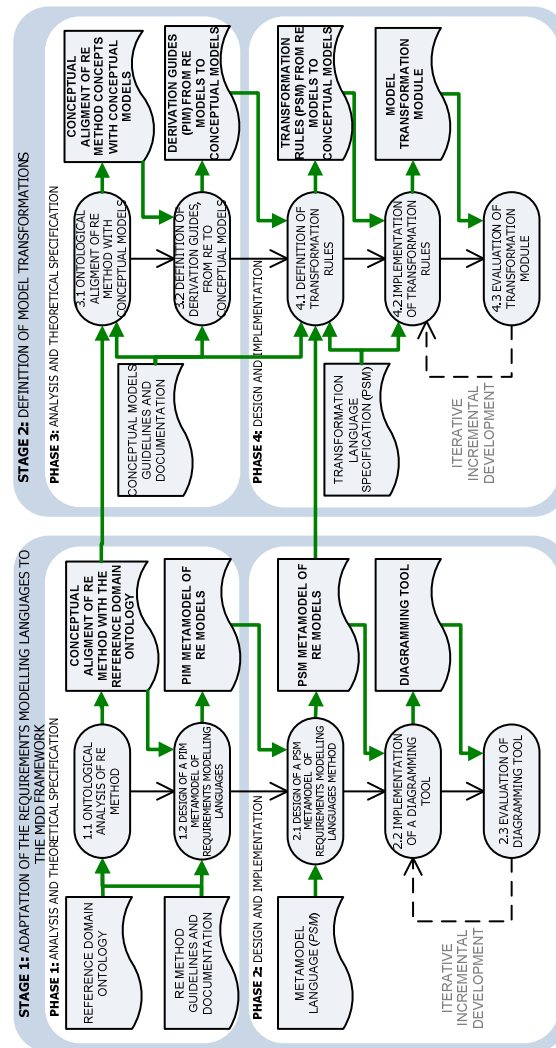 STAGE 1: ADAPTATION OF THE REQUIREMENTS MODELLING LANGUAGES TO
THE MDD FRAMEWORK
PHASE 1: ANALYSIS AND THEORETICAL SPECIFICATION
REFERENCE DOMAIN
ONTOLOGY
RE METHOD
GUIDELINES AND
DOCUMENTATION
1.1 ONTOLOGICAL
ANALYSIS OF RE
METHOD
1.2 DESIGN OF A PIM
METAMODEL OF
REQUIREMENTS MODELLING
LANGUAGES
CONCEPTUAL
ALIGMENT OF RE
METHOD WITH THE
REFERENCE DOMAIN
ONTOLOGY
PIM METAMODEL OF
RE MODELS
PHASE 2: DESIGN AND IMPLEMENTATION
METAMODEL
LANGUAGE (PSM)
2.1 DESIGN OF A PSM
METAMODEL OF
REQUIREMENTS MODELLING
LANGUAGES METHOD
2.2 IMPLEMENTATION
OF A DIAGRAMMING
TOOL
2.3 EVALUATION OF
DIAGRAMMING TOOL
PSM METAMODEL OF
RE MODELS
DIAGRAMMING TOOL
ITERATIVE
INCREMENTAL
DEVELOPMENT
STAGE 2: DEFINITION OF MODEL TRANSFORMATIONS
PHASE 3: ANALYSIS AND THEORETICAL SPECIFICATION
CONCEPTUAL MODELS
GUIDELINES AND
DOCUMENTATION
3.1 ONTOLOGICAL
ALIGMENT OF RE
METHOD WITH
CONCEPTUAL MODELS
3.2 DEFINITION OF
DERIVATION GUIDES,
FROM RE TO
CONCEPTUAL MODELS
CONCEPTUAL
ALIGMENT OF RE
METHOD CONCEPTS
WITH CONCEPTUAL
MODELS
DERIVATION GUIDES
(PIM) FROM RE
MODELS TO
CONCEPTUAL MODELS
PHASE 4: DESIGN AND IMPLEMENTATION
TRANSFORMATION
LANGUAGE
SPECIFICATION (PSM)
4.1 DEFINITION OF
TRANSFORMATION
RULES
4.2 IMPLEMENTATION
OF TRANSFORMATION
RULES
4.3 EVALUATION OF
TRANSFORMATION
MODULE
TRANSFORMATION
RULES (PSM) FROM RE
MODELS TO
CONCEPTUAL MODELS
MODEL
TRANSFORMATION
MODULE
ITERATIVE
INCREMENTAL
DEVELOPMENT